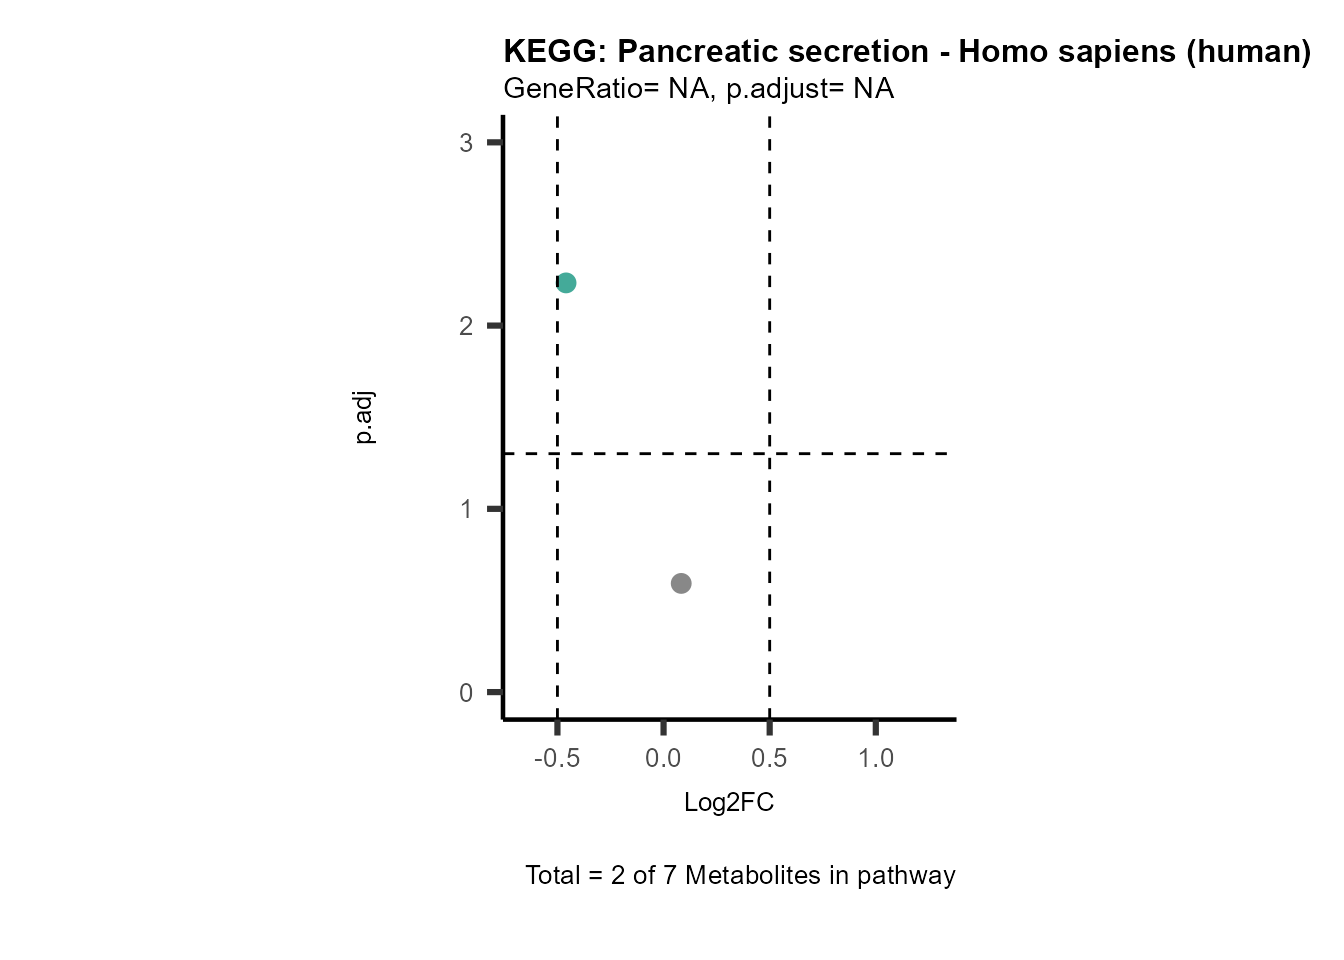 KEGG: Pancreatic secretion - Homo sapiens (human)
GeneRatio= NA, p.adjust= NA
3
2
1
0
p.adj
-0.5 0.0 0.5 1.0
Log2FC
Total = 2 of 7 Metabolites in pathway